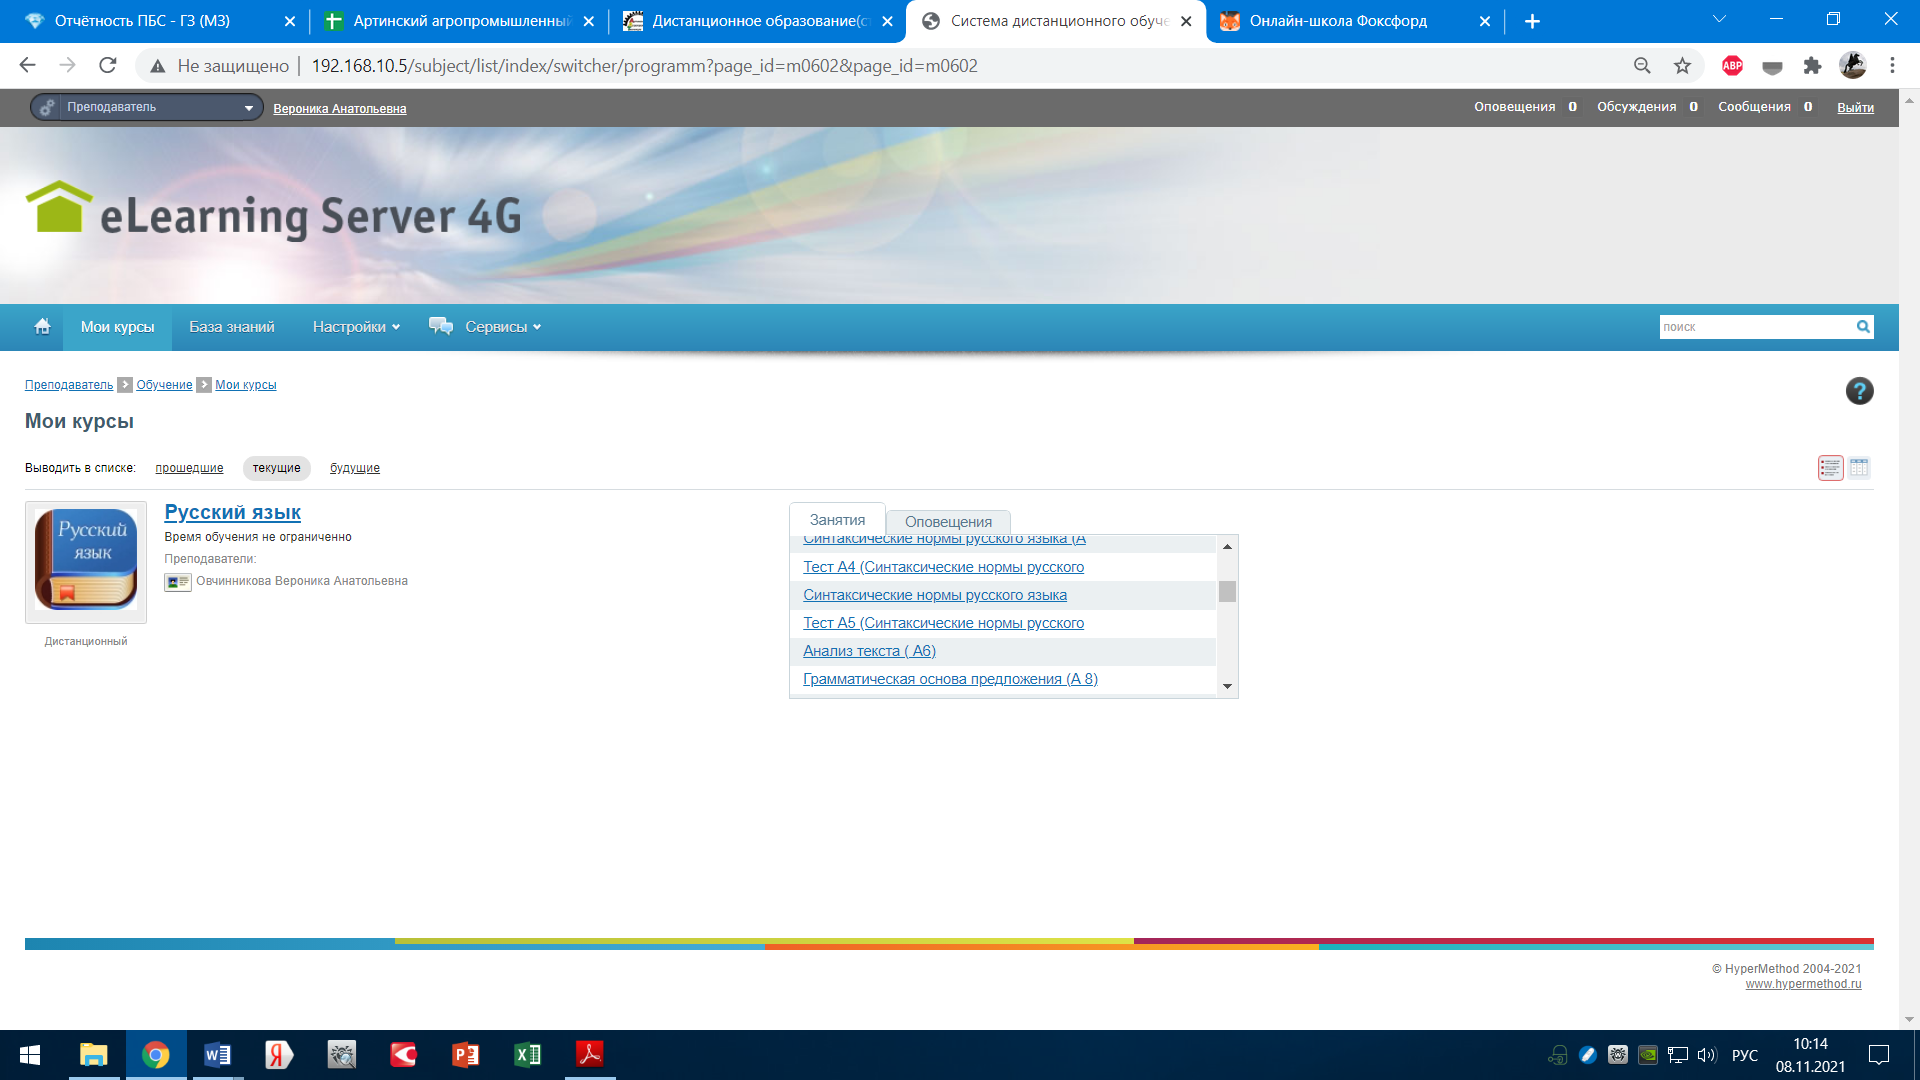 Отчётность ПБС - ГЗ (МЗ)
Артинский агропромышленный
Дистанционное образование(ст
Система дистанционного обуче
Онлайн-школа Фоксфорд
Не защищено
192.168.10.5/subject/list/index/switcher/programm?page_id=m0602&page_id=m0602
ABP
Преподаватель
Вероника Анатольевна
Оповещения 0 Обсуждения 0 Сообщения 0 Выйти
eLearning Server 4G
Мои курсы База знаний Настройки Сервисы
поиск
Преподаватель Обучение Мои курсы
?
Мои курсы
Выводить в списке: прошедшие текущие будущие
Русский язык
Русский язык
Время обучения не ограниченно
Преподаватели:
Овчинникова Вероника Анатольевна
Дистанционный
Занятия Оповещения
Синтаксические нормы русского языка (А
Тест А4 (Синтаксические нормы русского
Синтаксические нормы русского языка
Тест А5 (Синтаксические нормы русского
Анализ текста ( А6)
Грамматическая основа предложения (А 8)
© HyperMethod 2004-2021
www.hypermethod.ru
РУС
10:14
08.11.2021